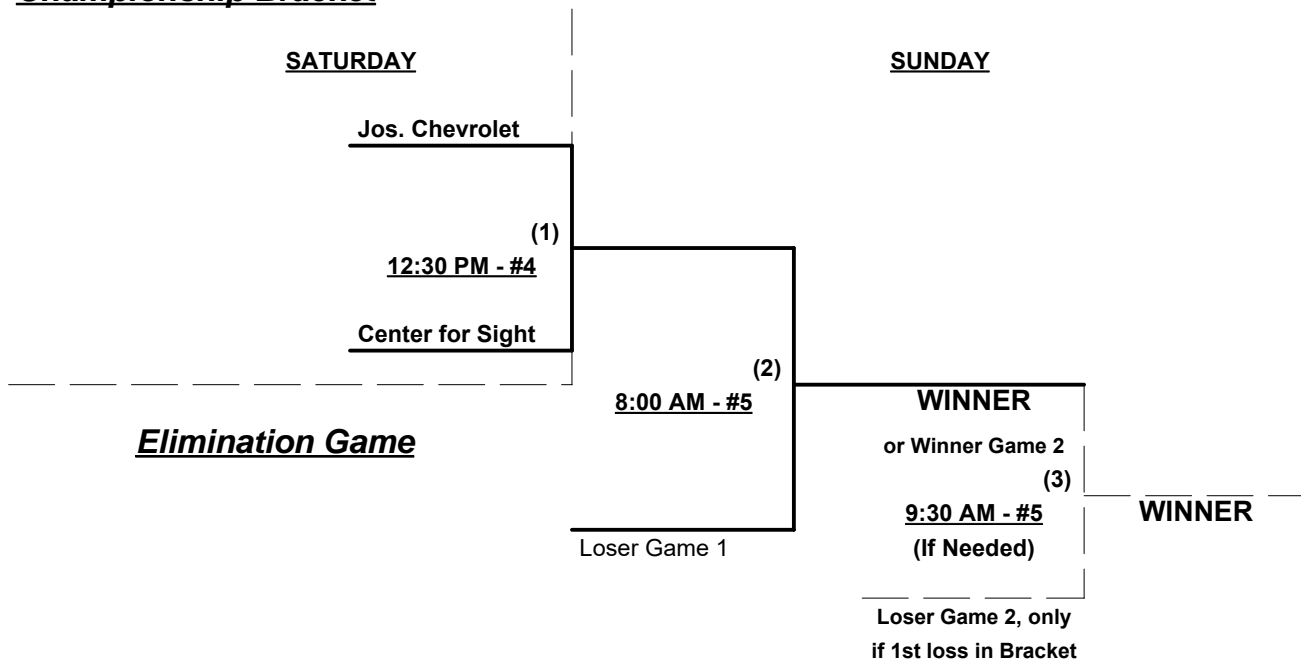 Championship Bracket
SATURDAY
SUNDAY
Jos. Chevrolet
(1)
12:30 PM - #4
Center for Sight
(2)
8:00 AM - #5
WINNER
Elimination Game
or Winner Game 2
(3)
9:30 AM - #5
WINNER
Loser Game 1
(If Needed)
Loser Game 2, only
if 1st loss in Bracket